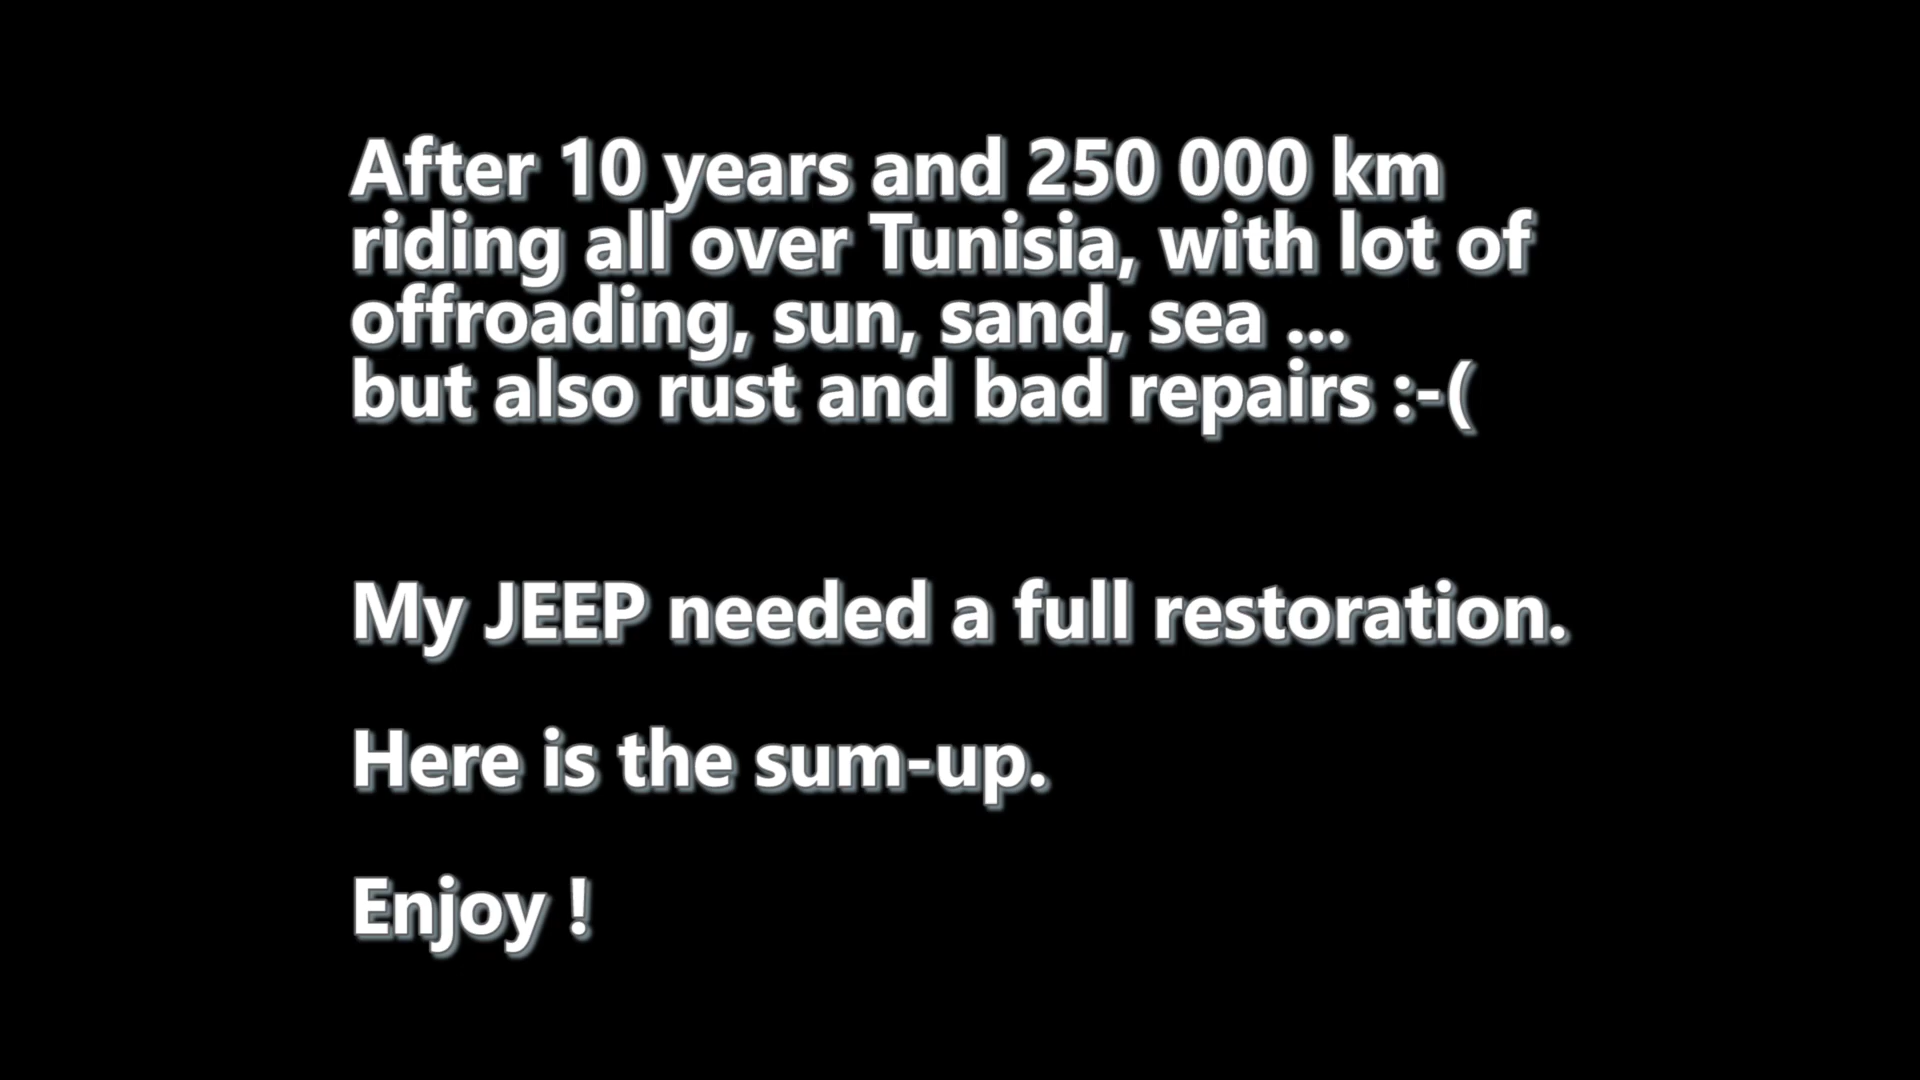 After 10 years and 250 000 km
riding all over Tunisia, with lot of
offroading, sun, sand, sea ...
but also rust and bad repairs :-(
My JEEP needed a full restoration.
Here is the sum-up.
Enjoy !